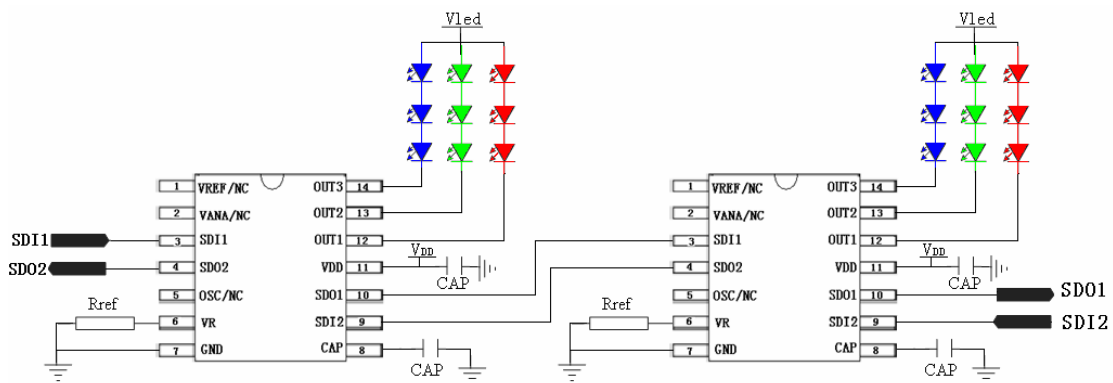 Vled Vled
1 VREF/NC OUT3 14 1 VREF/NC OUT3 14
2 VANA/NC OUT2 13 2 VANA/NC OUT2 13
SDI1 3 SDI1 OUT1 12 3 SDI1 OUT1 12
SDO2 4 SDO2 VDD 11 VDD CAP 4 SDO2 VDD 11 VDD CAP
5 OSC/NC SDO1 10 5 OSC/NC SDO1 10 SDO1
Rref 6 VR SDI2 9 Rref 6 VR SDI2 9 SDI2
7 GND CAP 8 CAP 7 GND CAP 8 CAP